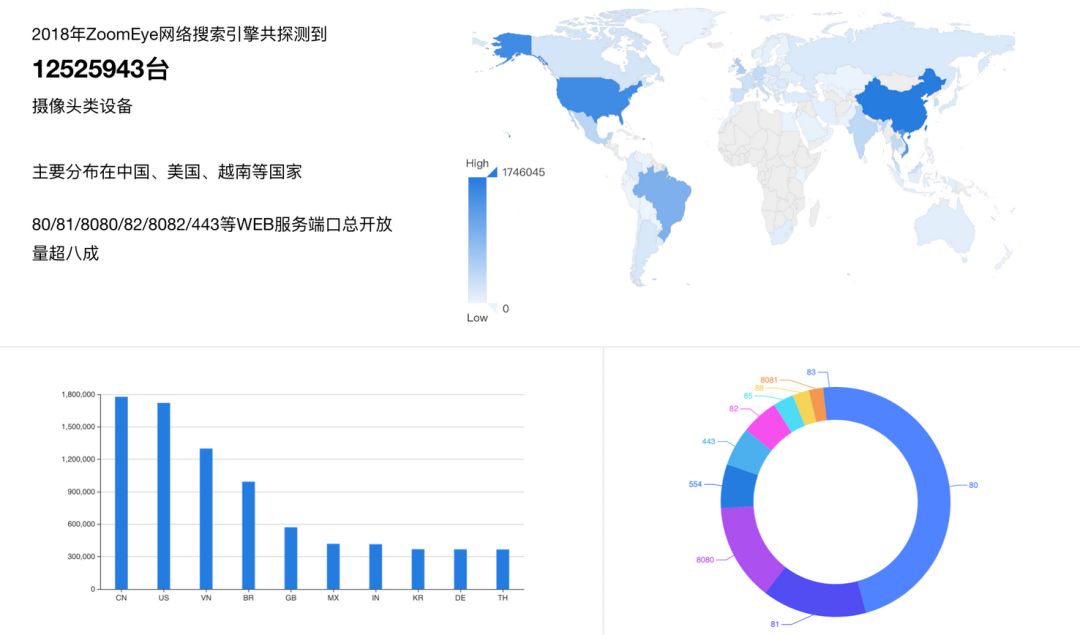 2018年ZoomEye网络搜索引擎共探测到
12525943台
摄像头类设备
主要分布在中国、美国、越南等国家
80/81/8080/82/8082/443等WEB服务端口总开放
量超八成
High
1746045
0
Low
1,800,000
1,500,000
1,200,000
900,000
600,000
300,000
0
CN US VN BR GB MX IN KR DE TH
83
8081
88
85
82
443
554
80
8080
81